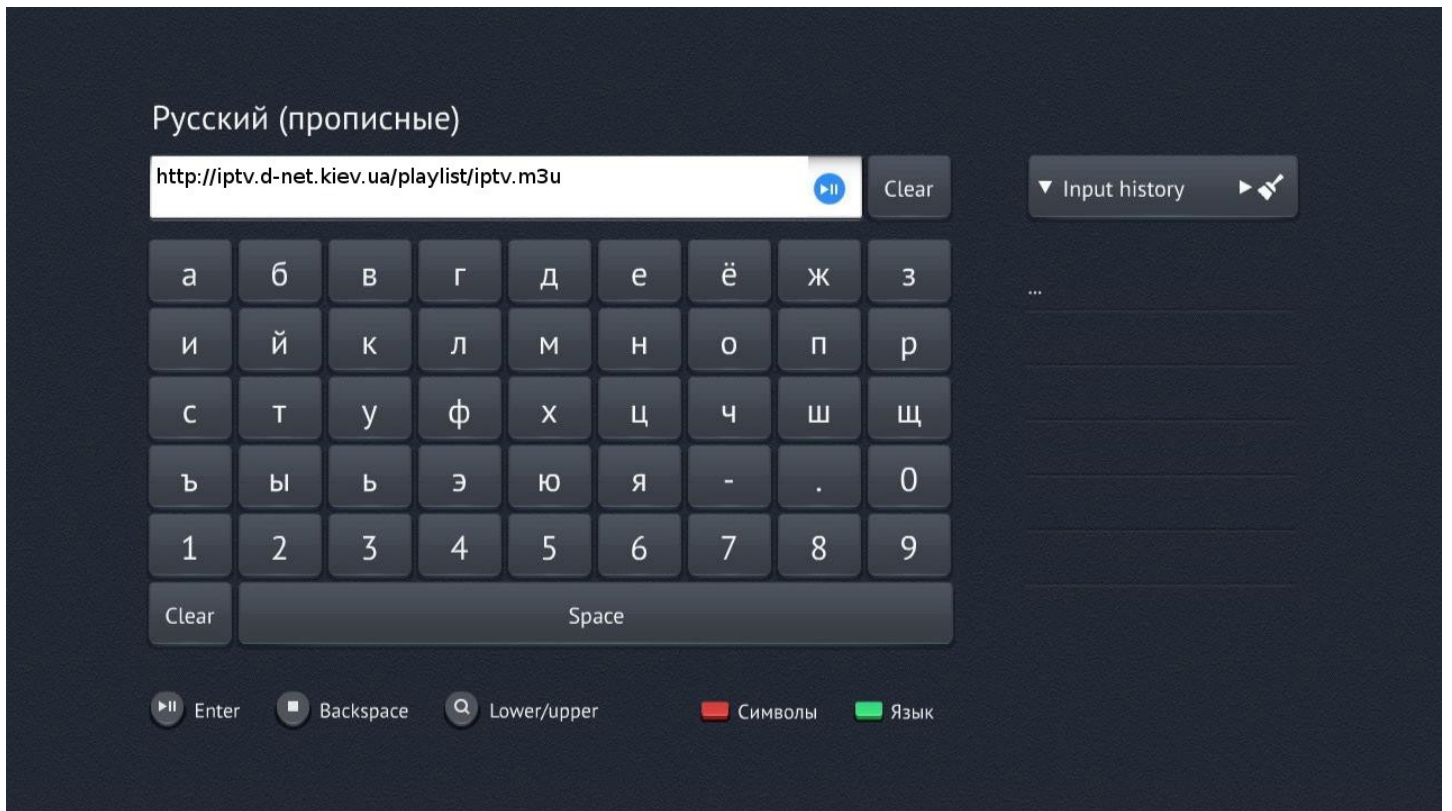 Русский (прописные)
http://iptv.d-net.kiev.ua/playlist/iptv.m3u
Clear
Input history
а б в г д е ё ж з
...
и й к л м н о п р
с т у ф х ц ч ш щ
ъ ы ь э ю я - . 0
1 2 3 4 5 6 7 8 9
Clear Space
Enter Backspace Lower/upper Символы Язык